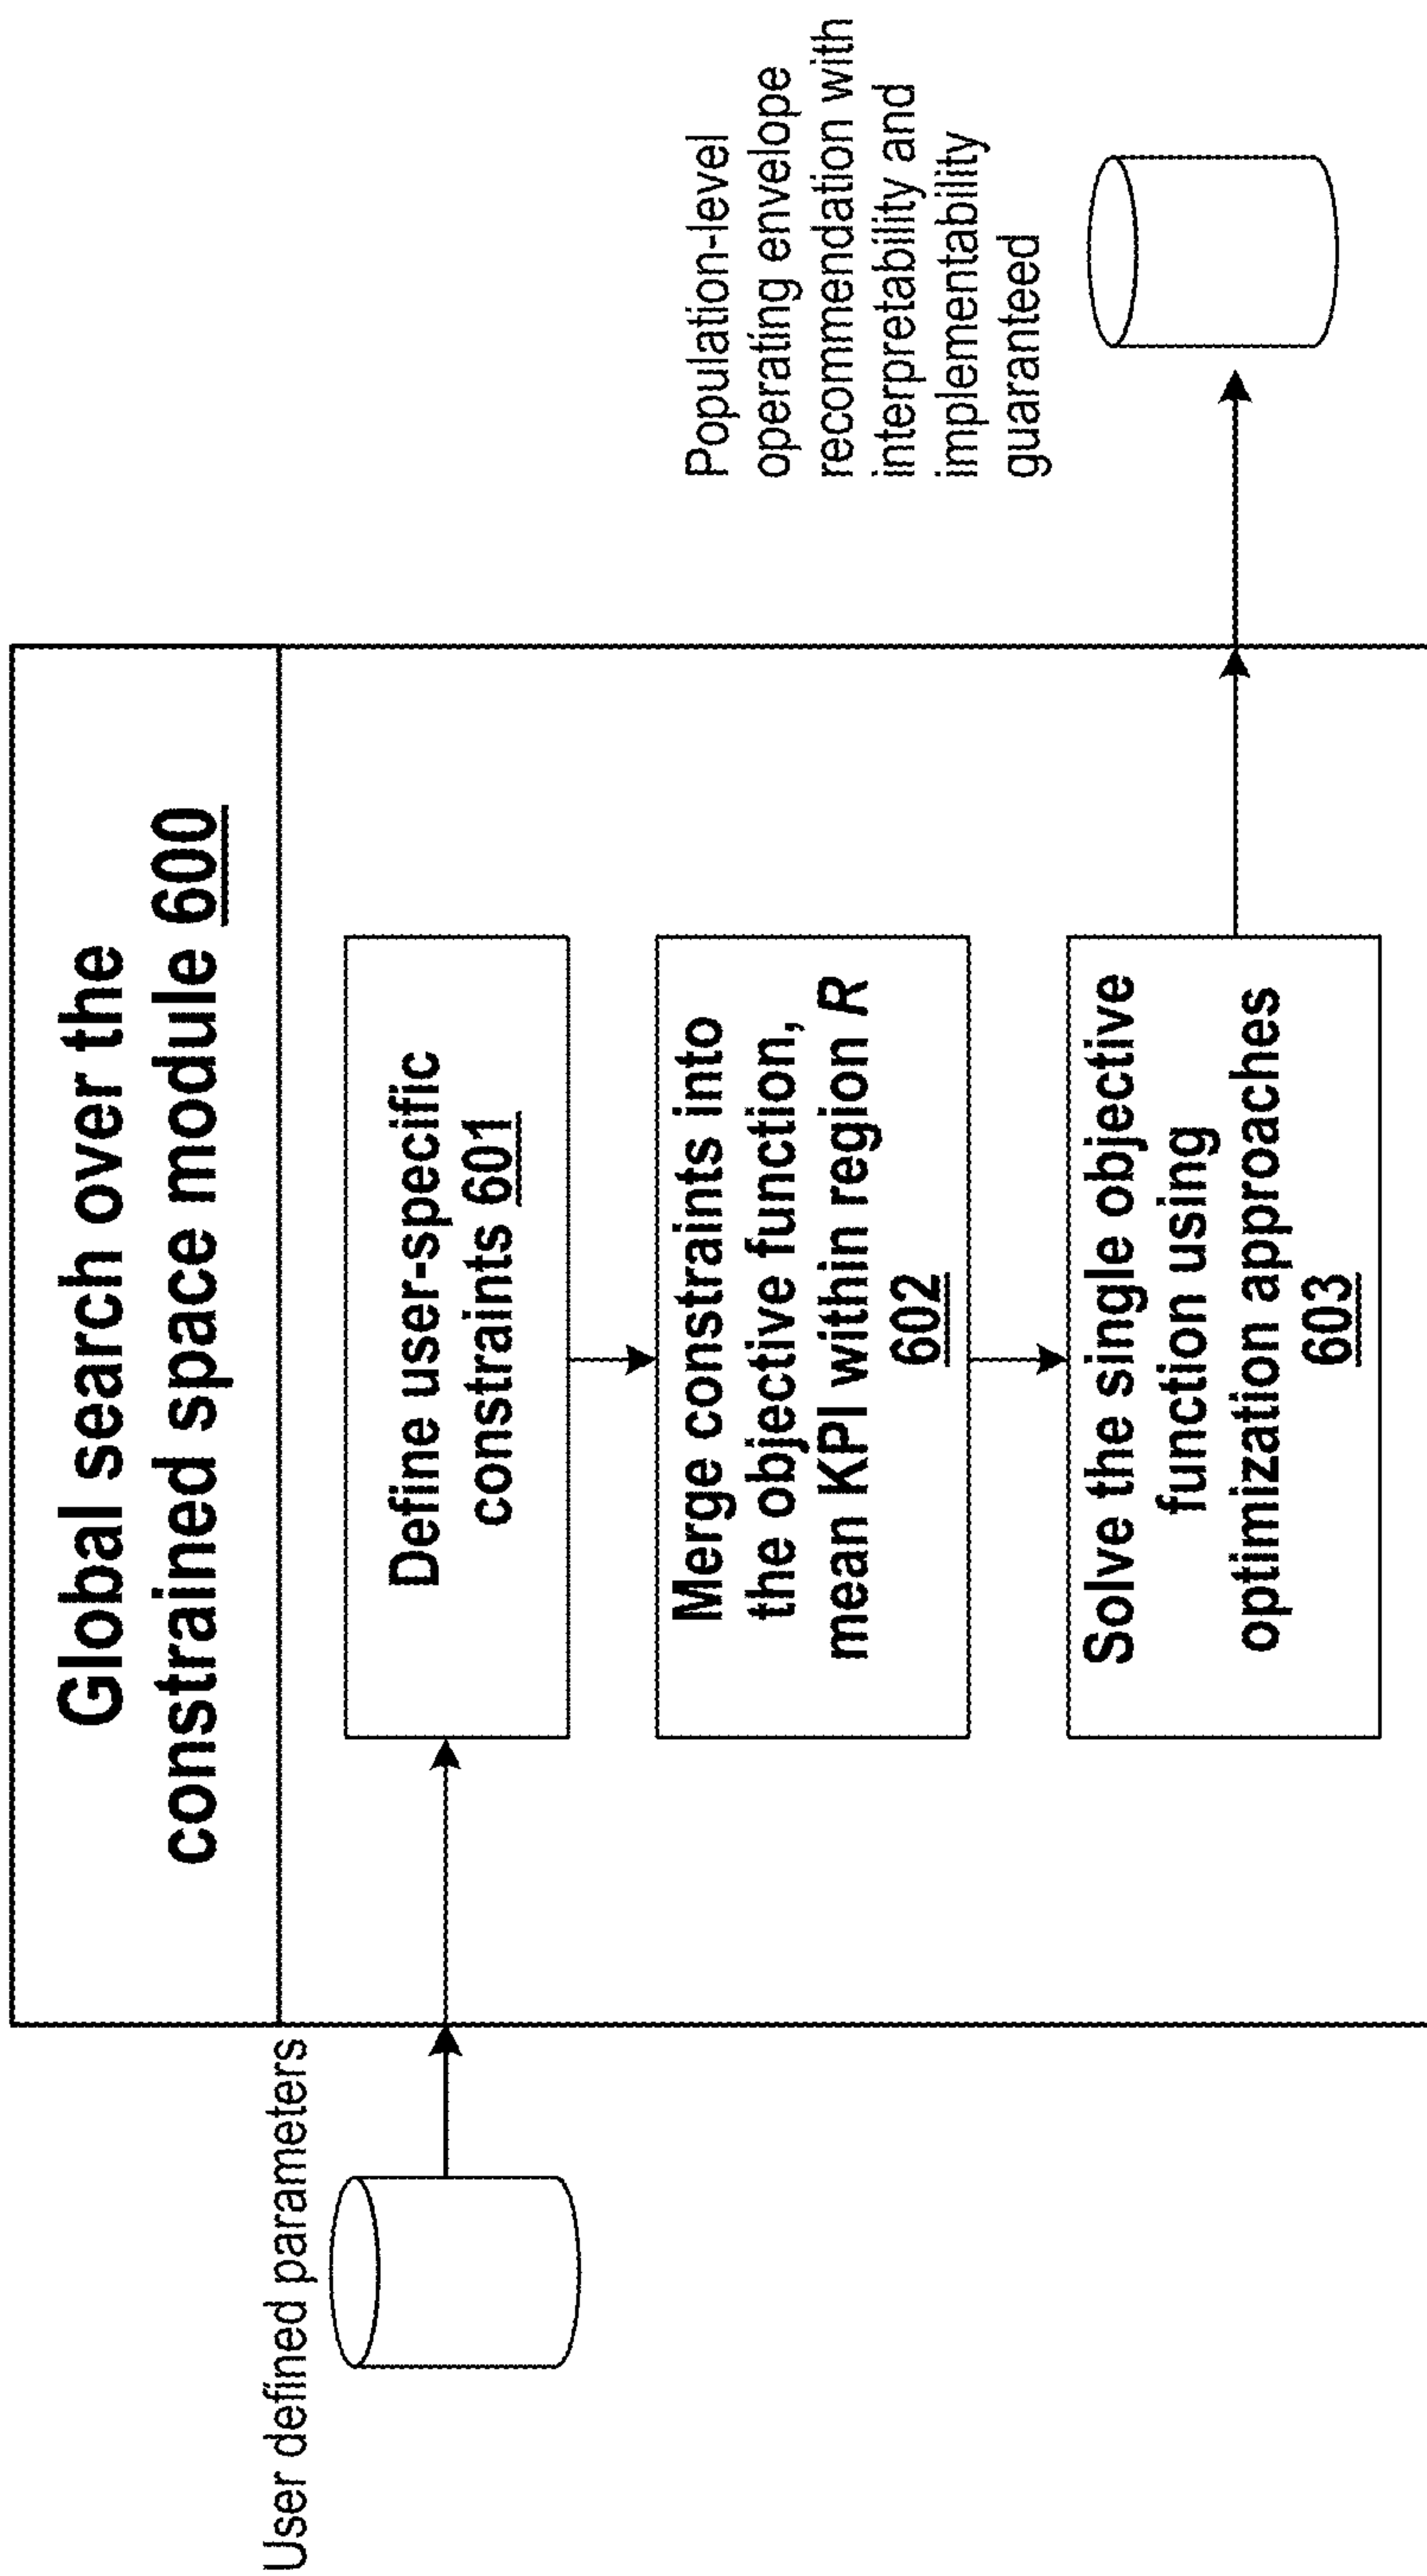 Global search over the
constrained space module 600
User defined parameters
Define user-specific
constraints 601
Merge constraints into
the objective function,
mean KPI within region R
602
Solve the single objective
function using
optimization approaches
603
Population-level
operating envelope
recommendation with
interpretability and
implementability
guaranteed